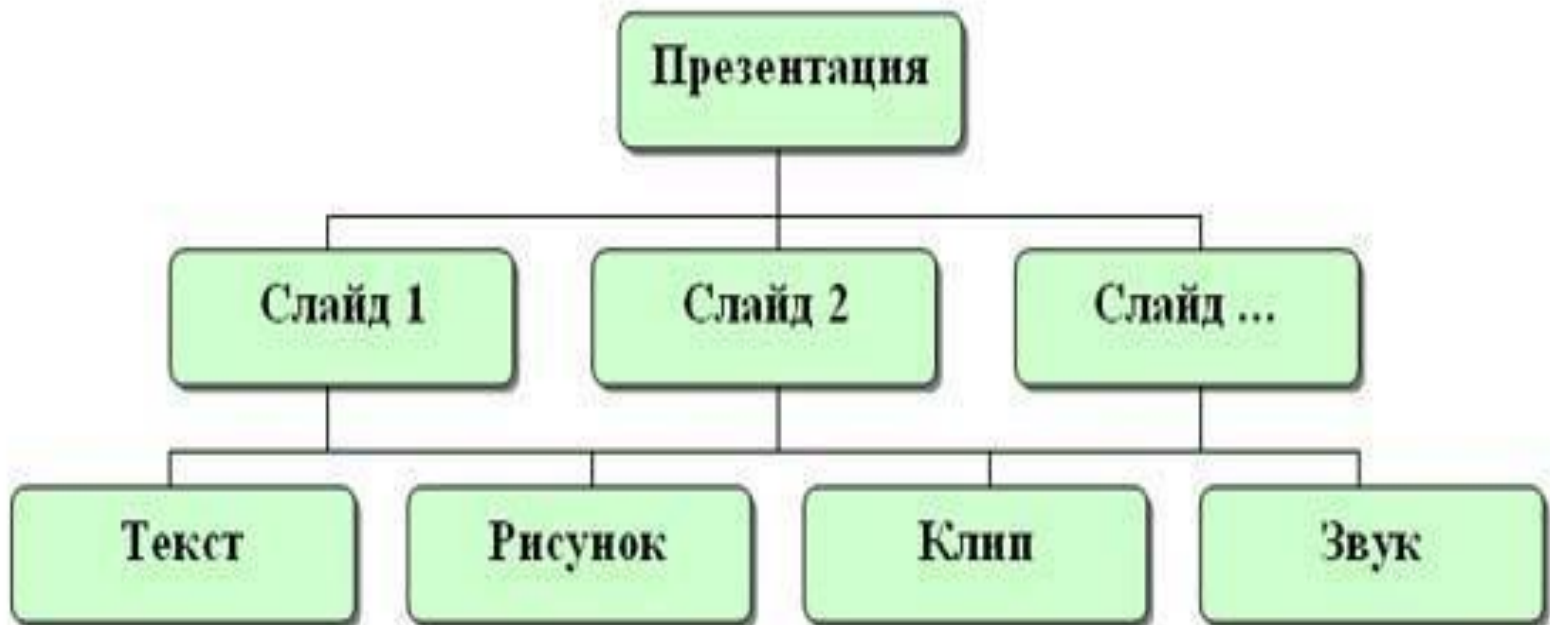 Презентация
Слайд 1
Слайд 2
Слайд ...
Текст
Рисунок
Клип
Звук